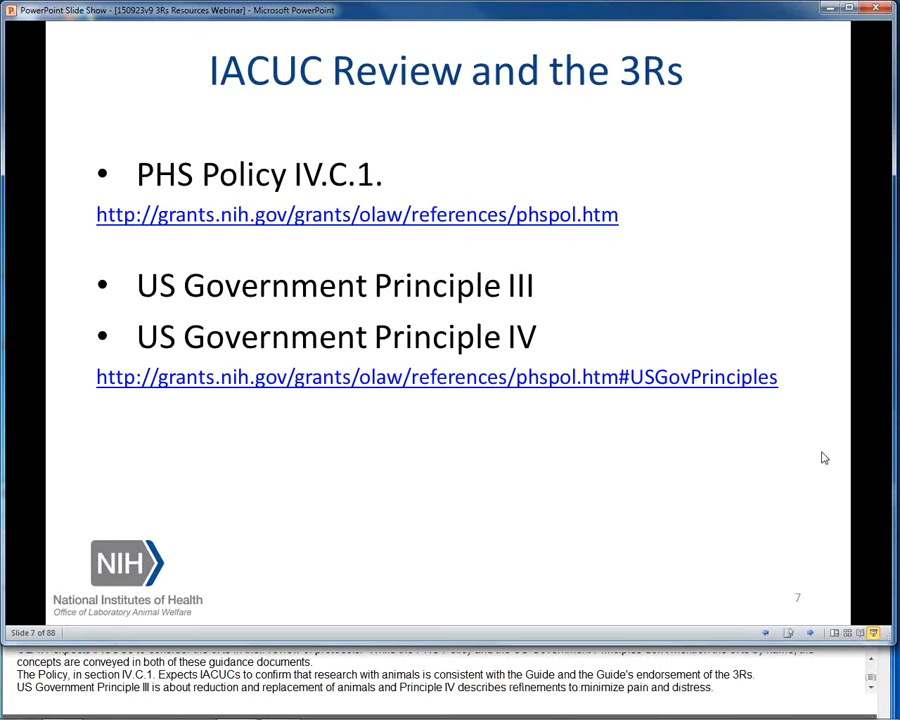 PowerPoint Slide Show - [150923v9 3Rs Resources Webinar] - Microsoft PowerPoint
IACUC Review and the 3Rs
• PHS Policy IV.C.1.
http://grants.nih.gov/grants/olaw/references/phspol.htm
• US Government Principle III
• US Government Principle IV
http://grants.nih.gov/grants/olaw/references/phspol.htm#USGovPrinciples
NIH
National Institutes of Health
Office of Laboratory Animal Welfare
7
Slide 7 of 88
concepts are conveyed in both of these guidance documents.
The Policy, in section IV.C.1. Expects IACUCs to confirm that research with animals is consistent with the Guide and the Guide's endorsement of the 3Rs.
US Government Principle III is about reduction and replacement of animals and Principle IV describes refinements to:minimize pain and distress.